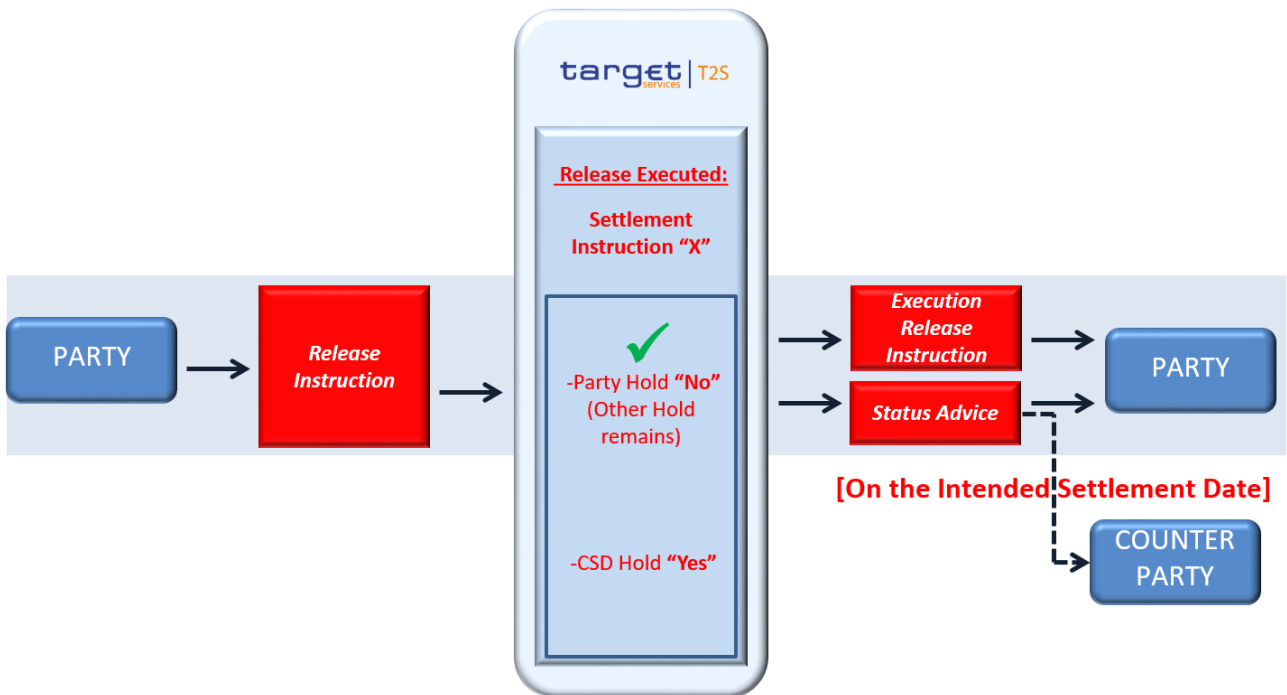 target | T2S
services
Release Executed:
Settlement
Instruction “X”
PARTY
Release
Instruction
-Party Hold “No”
(Other Hold
remains)
-CSD Hold “Yes”
Execution
Release
Instruction
Status Advice
PARTY
[On the Intended Settlement Date]
COUNTER
PARTY